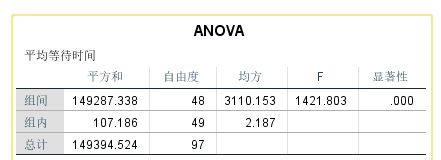 ANOVA
平均等待时间
平方和 自由度 均方 F 显著性
组间 149287.338 48 3110.153 1421.803 .000
组内 107.186 49 2.187
总计 149394.524 97